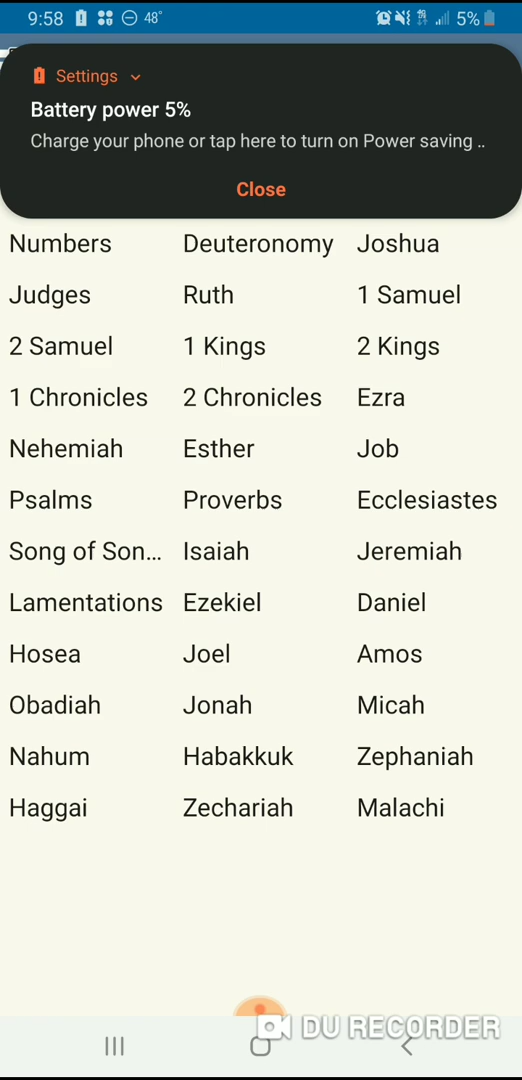 9:58 48° 5%
Settings
Battery power 5%
Charge your phone or tap here to turn on Power saving ..
Close
Numbers Deuteronomy Joshua
Judges Ruth 1 Samuel
2 Samuel 1 Kings 2 Kings
1 Chronicles 2 Chronicles Ezra
Nehemiah Esther Job
Psalms Proverbs Ecclesiastes
Song of Son... Isaiah Jeremiah
Lamentations Ezekiel Daniel
Hosea Joel Amos
Obadiah Jonah Micah
Nahum Habakkuk Zephaniah
Haggai Zechariah Malachi
DU RECORDER